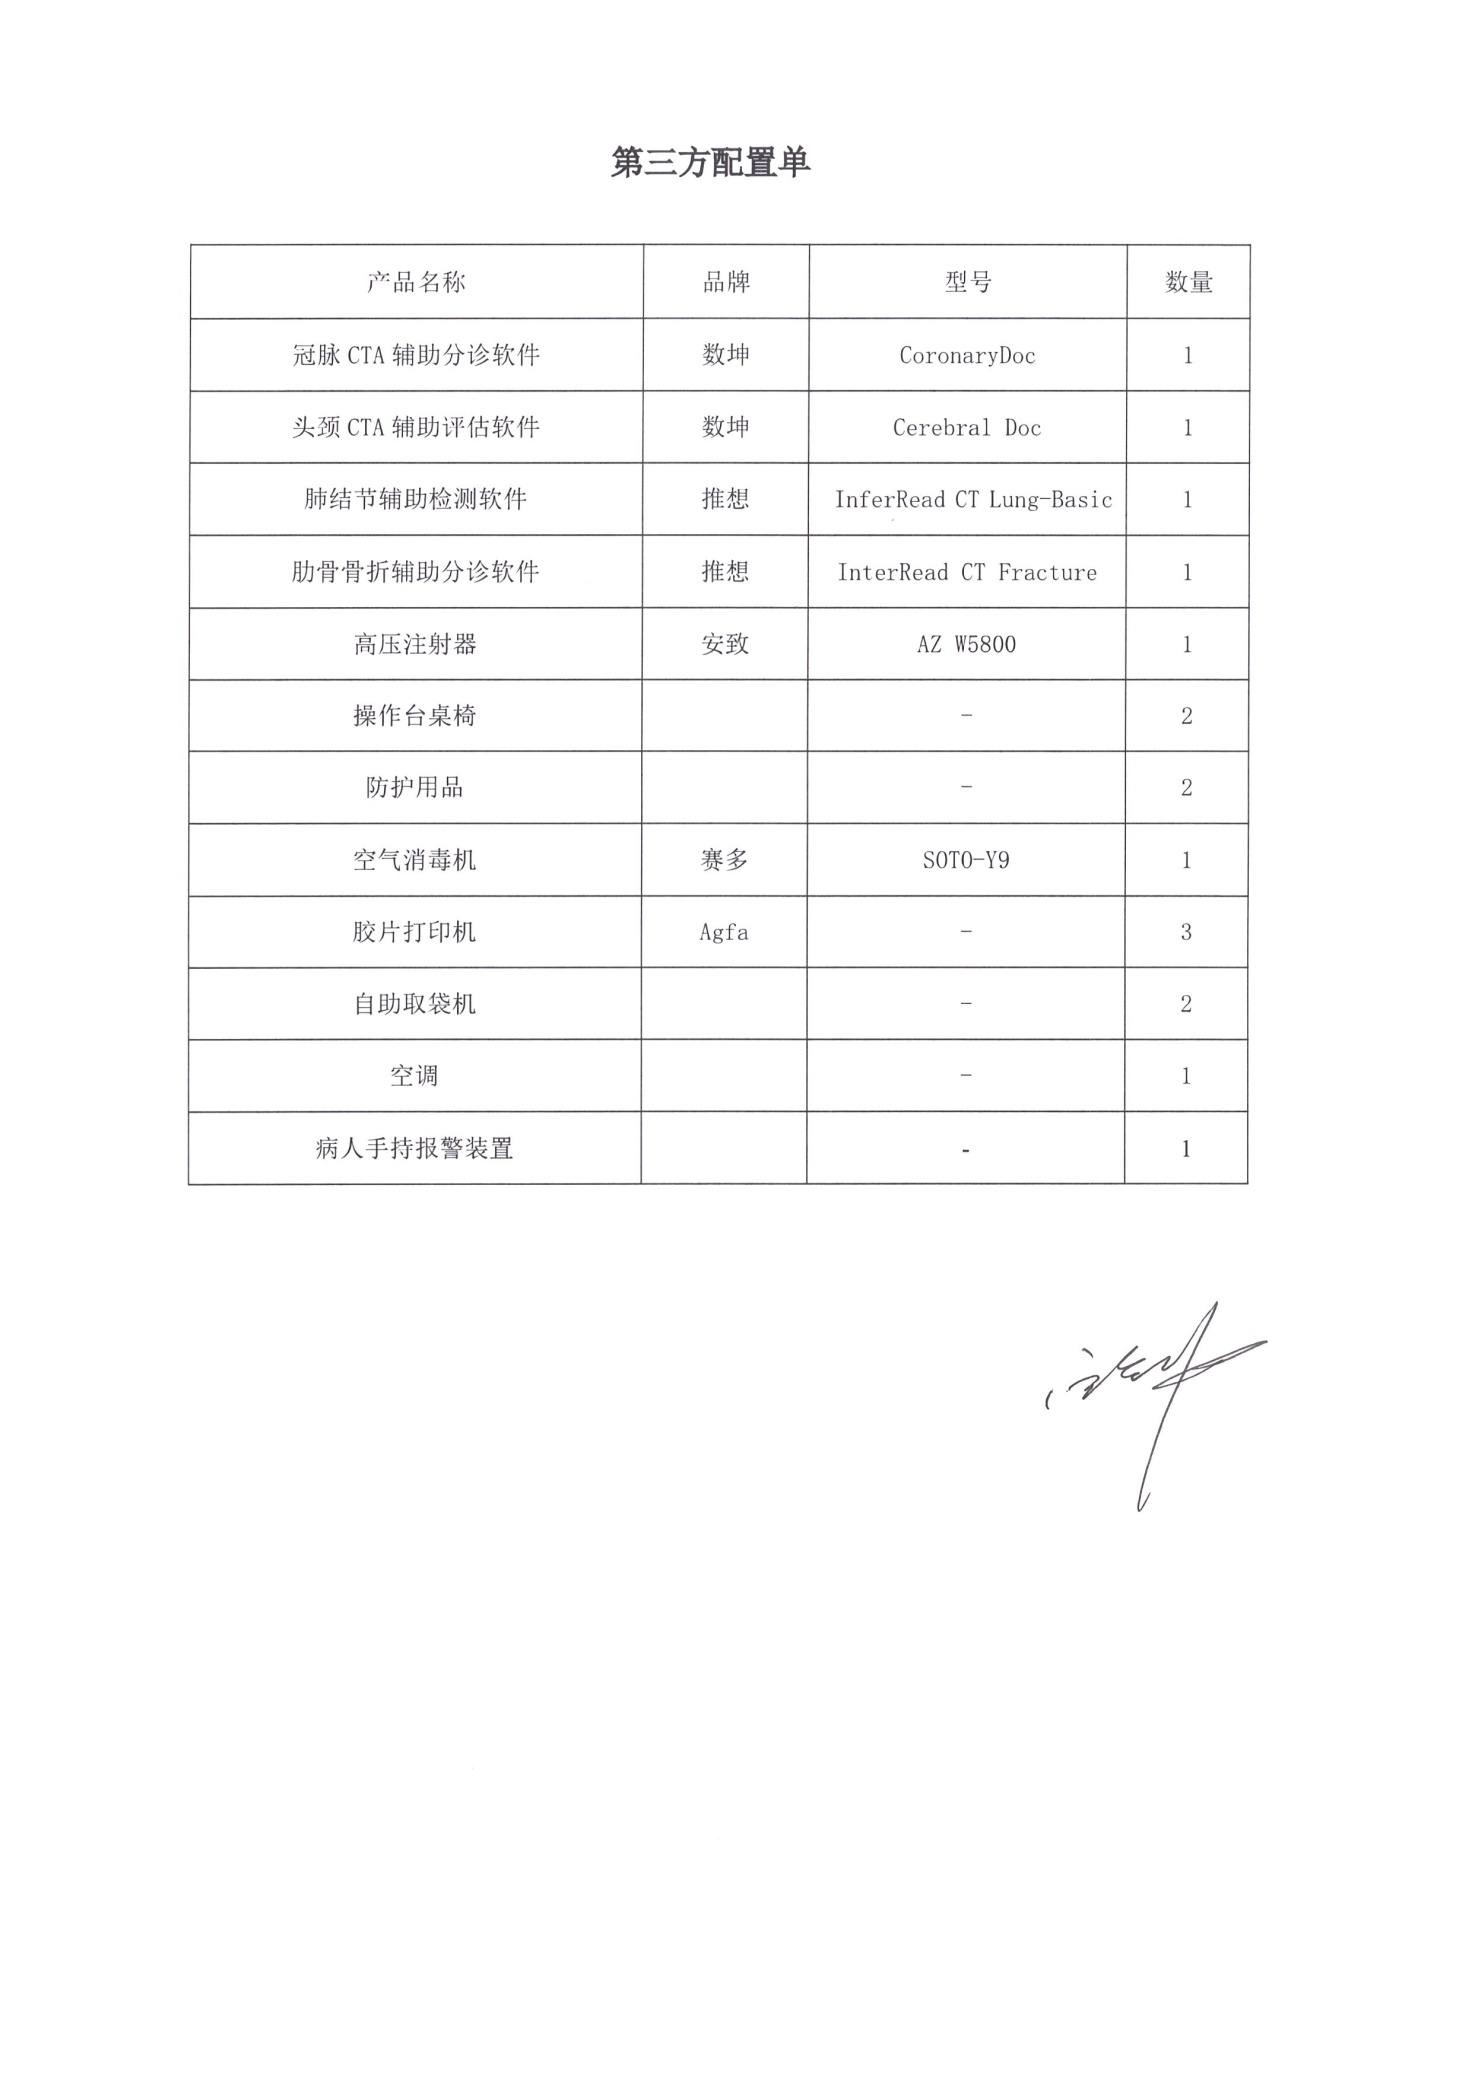 第三方配置单
产品名称 品牌 型号 数量
冠脉 CTA 辅助分诊软件 数坤 CoronaryDoc 1
头颈 CTA 辅助评估软件 数坤 Cerebral Doc 1
肺结节辅助检测软件 推想 InferRead CT Lung-Basic 1
肋骨骨折辅助分诊软件 推想 InterRead CT Fracture 1
高压注射器 安致 AZ W5800 1
操作台桌椅 - 2
防护用品 - 2
空气消毒机 赛多 SOTO-Y9 1
胶片打印机 Agfa - 3
自助取袋机 - 2
空调 - 1
病人手持报警装置 - 1